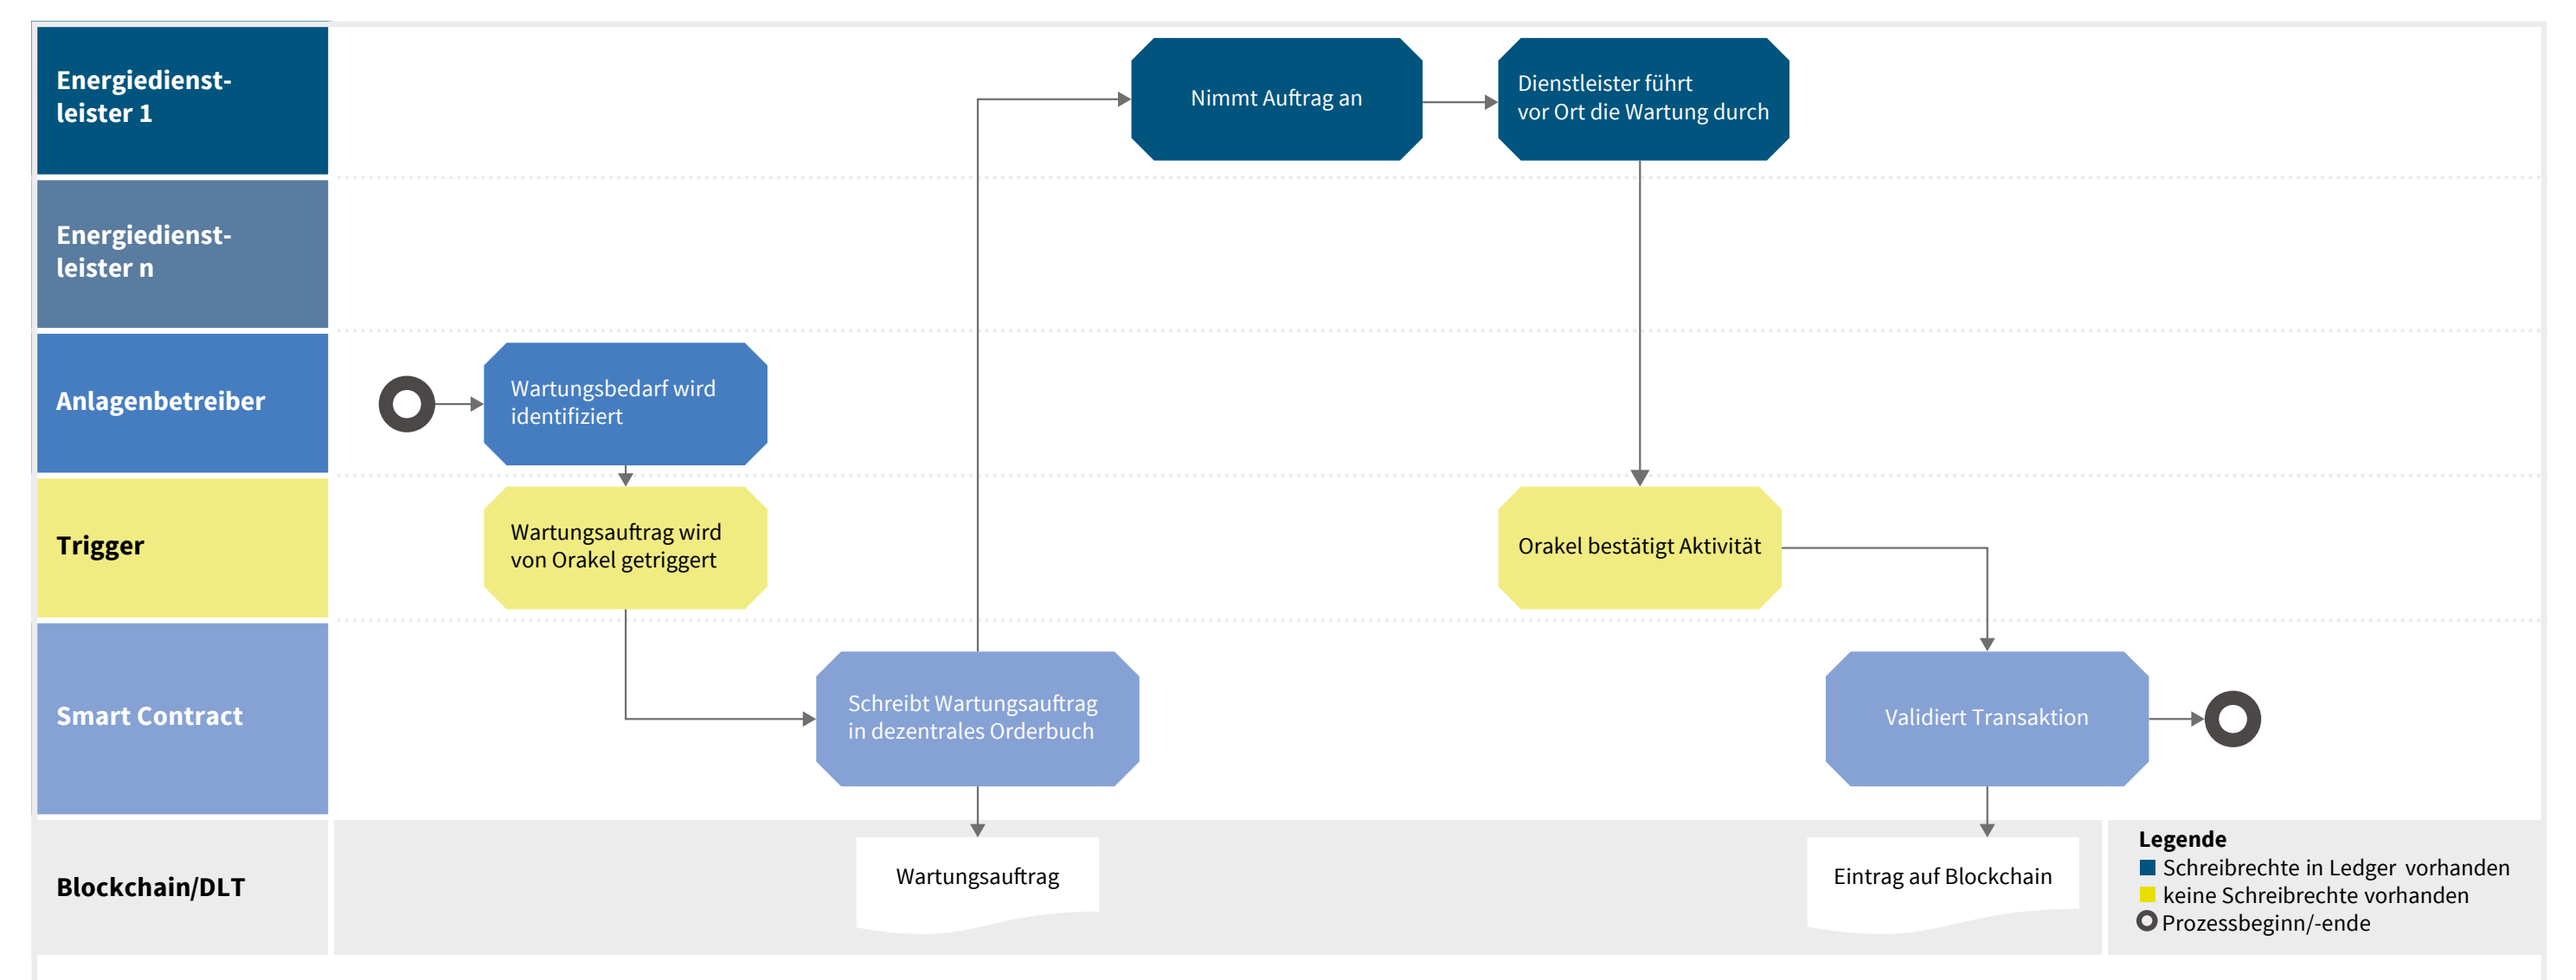 Energiedienst-
leister 1
Nimmt Auftrag an
Dienstleister führt
vor Ort die Wartung durch
Energiedienst-
leister n
Anlagenbetreiber
Wartungsbedarf wird
identifiziert
Trigger
Wartungsauftrag wird
von Orakel getriggert
Orakel bestätigt Aktivität
Smart Contract
Schreibt Wartungsauftrag
in dezentrales Orderbuch
Validiert Transaktion
Blockchain/DLT
Wartungsauftrag
Eintrag auf Blockchain
Legende
Schreibrechte in Ledger vorhanden
keine Schreibrechte vorhanden
Prozessbeginn/-ende